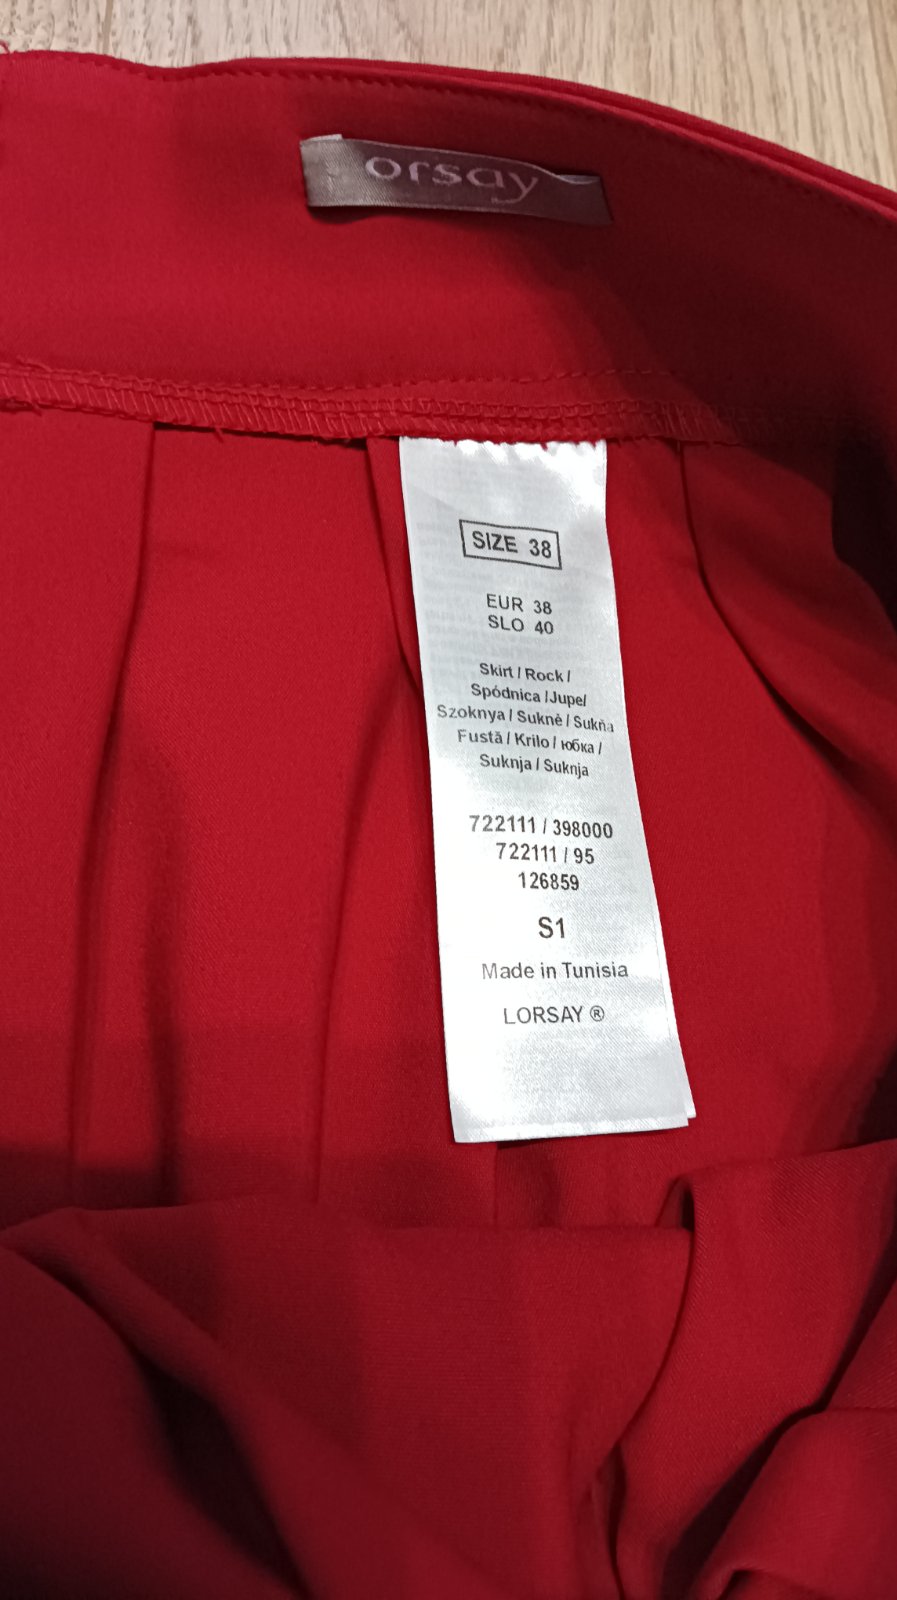 orsay
SIZE 38
EUR 38
SLO 40
Skirt / Rock /
Spódnica / Jupe/
Szoknya / Sukně / Sukňa
Fustă / Krilo / юбка /
Suknja / Suknja
722111 / 398000
722111 / 95
126859
S1
Made in Tunisia
LORSAY ®